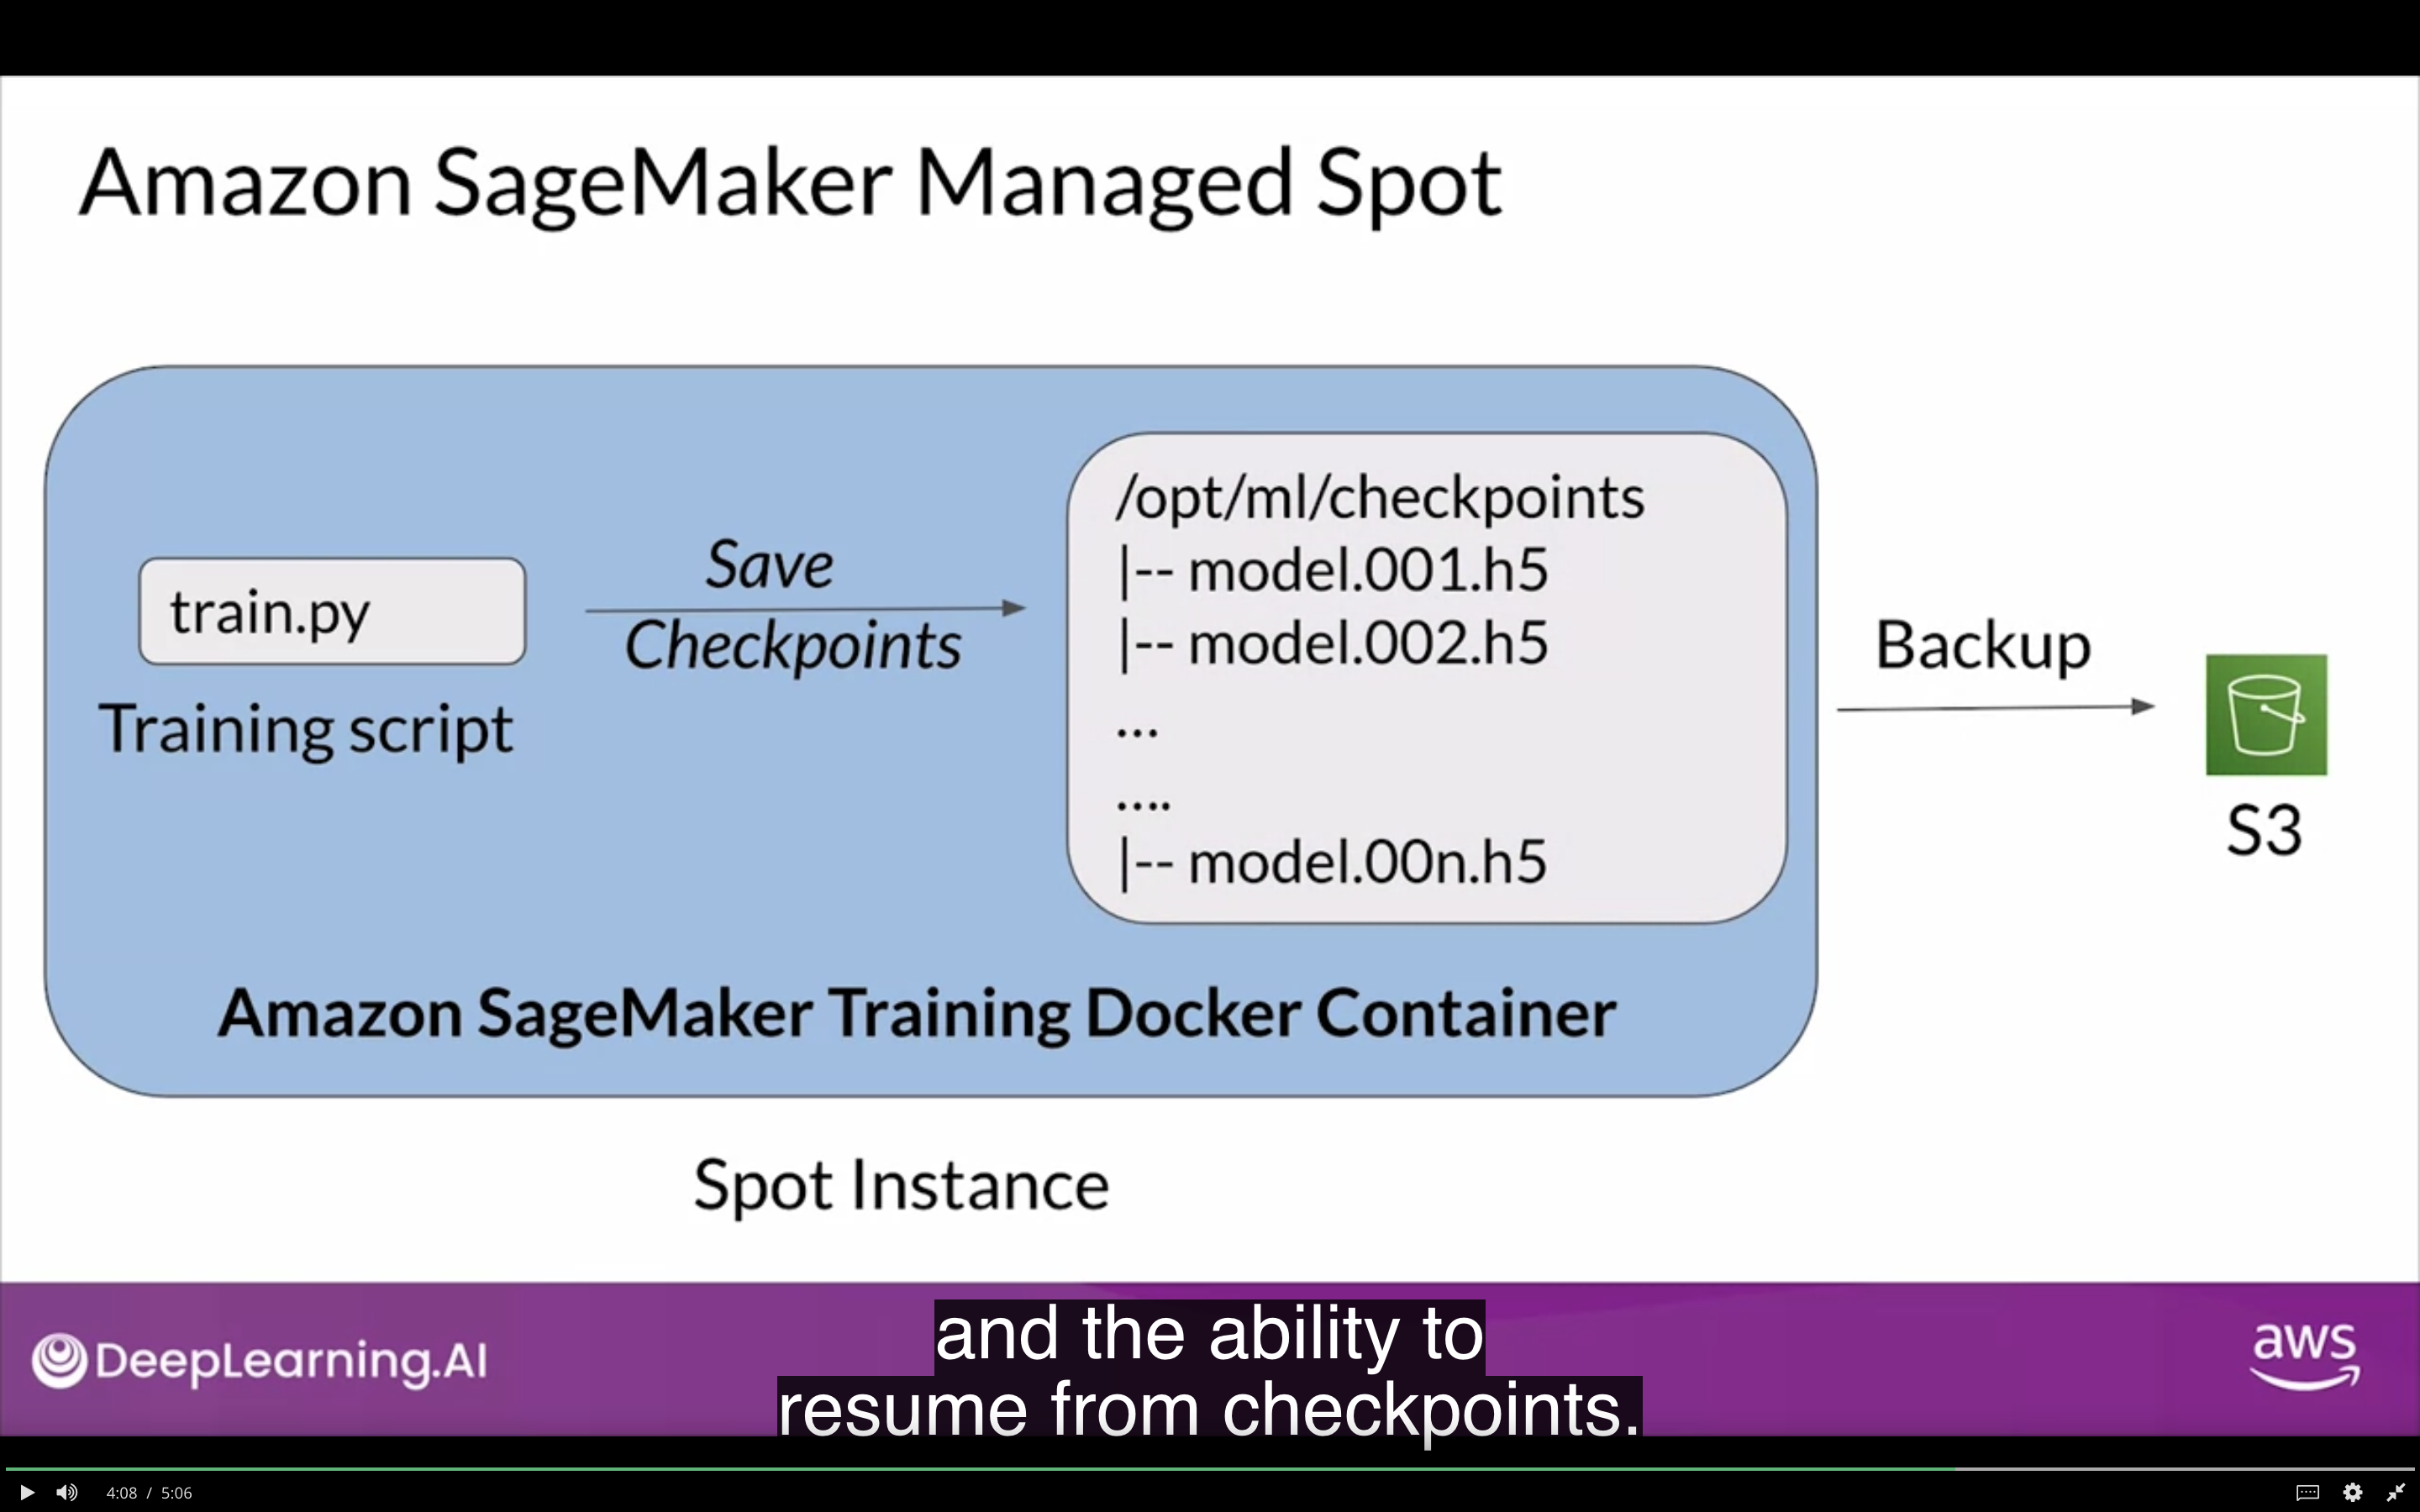 Amazon SageMaker Managed Spot
train.py
Training script
Save
Checkpoints
/opt/ml/checkpoints
|-- model.001.h5
|-- model.002.h5
...
....
|-- model.00n.h5
Backup
S3
Amazon SageMaker Training Docker Container
Spot Instance
DeepLearning.AI
aws
and the ability to
resume from checkpoints.
4:08 / 5:06